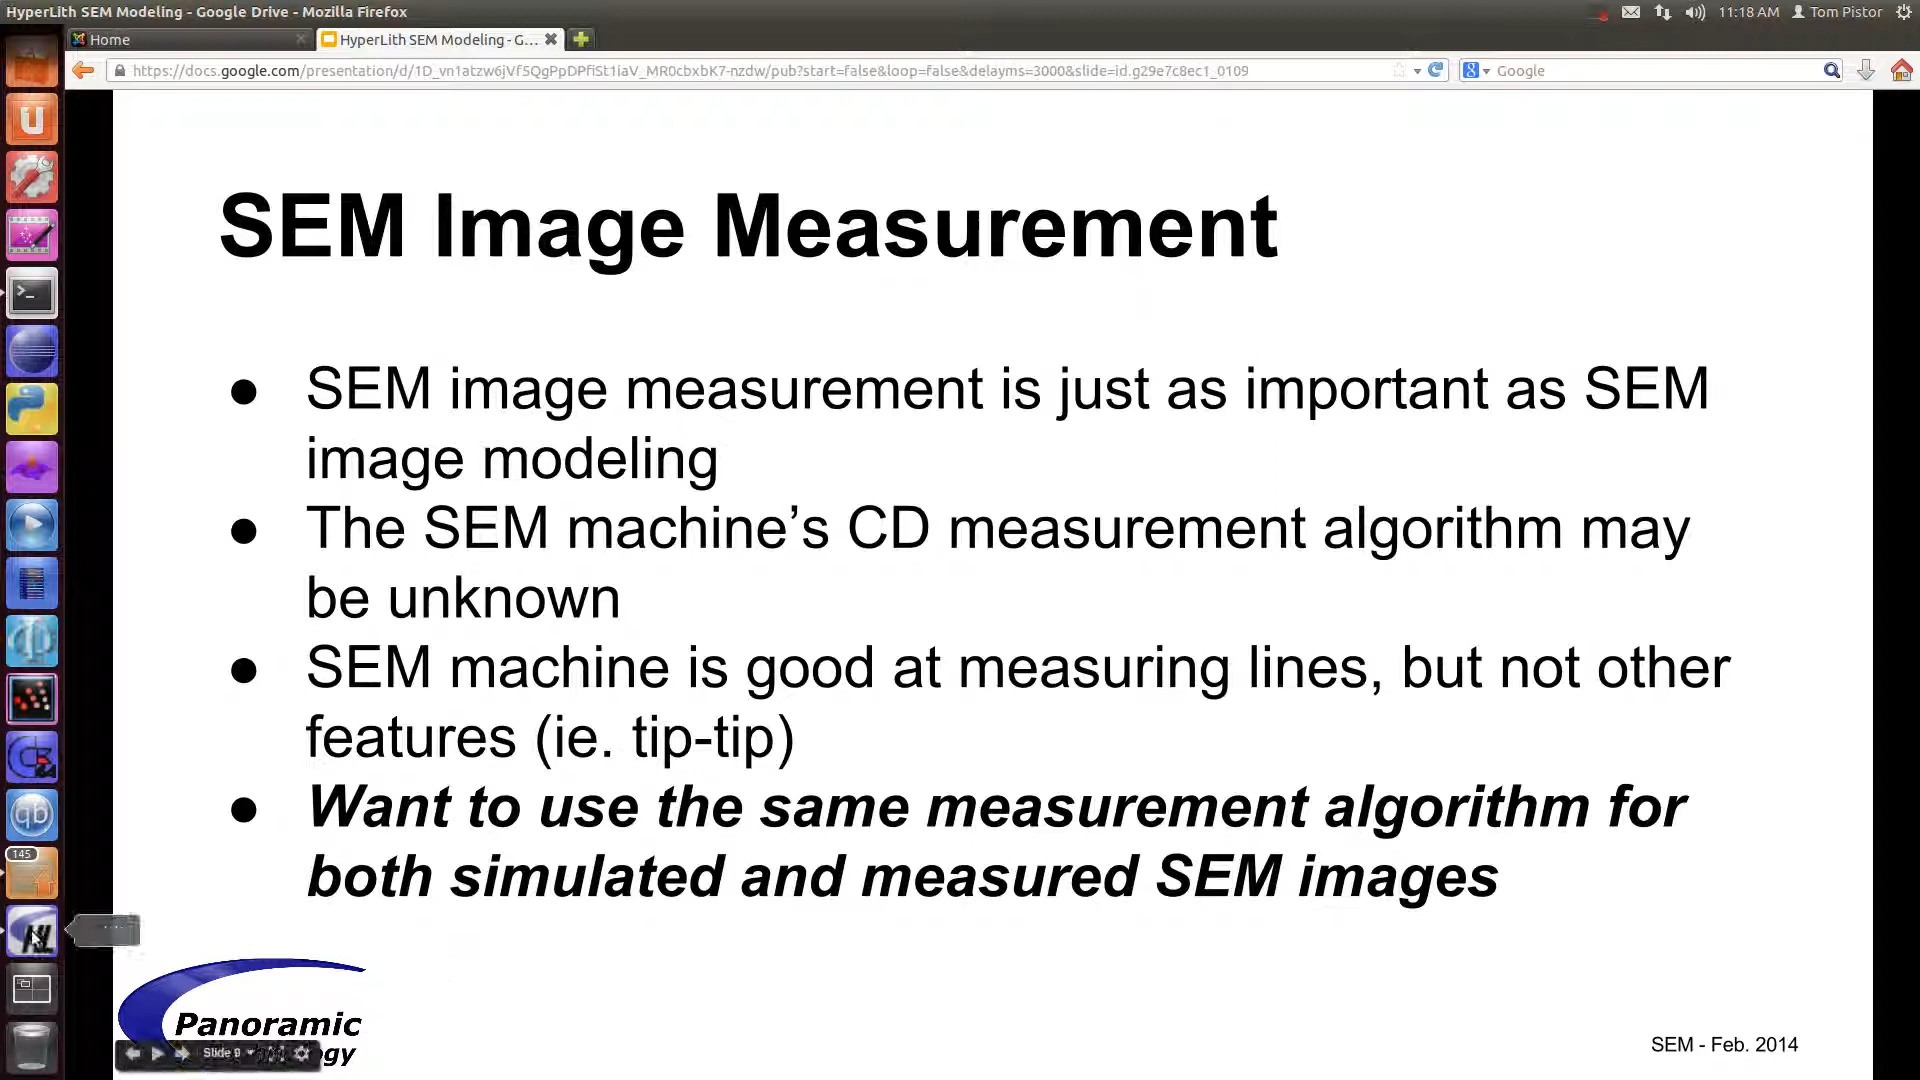 HyperLith SEM Modeling - Google Drive - Mozilla Firefox
11:18 AM Tom Pistor
Home
HyperLith SEM Modeling - G...
https://docs.google.com/presentation/d/1D_vn1atzw6jVf5QgPpDPfiSt1iaV_MR0cbxbK7-nzdw/pub?start=false&loop=false&delayms=3000&slide=id.g29e7c8ec1_0109
Google
SEM Image Measurement
● SEM image measurement is just as important as SEM
image modeling
● The SEM machine’s CD measurement algorithm may
be unknown
● SEM machine is good at measuring lines, but not other
features (ie. tip-tip)
● Want to use the same measurement algorithm for
both simulated and measured SEM images
qb
145
HL
Panoramic
Slide 9
SEM - Feb. 2014